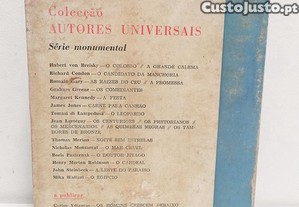 CustoJusto.pt
Colecção
AUTORES UNIVERSAIS
Série monumental
O COLOSSO / A GRANDE CALEMA
Richard Condon — O CANDIDATO DA MANCHÚRIA
Romain Gary — AS RAÍZES DO CÉU / A PROMESSA
Graham Greene — OS COMEDIANTES
Margaret Kennedy — A FESTA
James Jones — CARNE PARA CANHÃO
Tomasi di Lampedusa — O LEOPARDO
Jean Lartéguy — OS CENTURIÕES / OS PRETORIANOS /
OS MERCENÁRIOS / AS QUIMERAS NEGRAS / OS TAM-
BORES DE BRONZE
Thomas Merton — NOITE SEM ESTRELAS
Nicholas Monsarrat — O MAR CRUEL
Boris Pasternak — O DOUTOR JIVAGO
Henry Morton Robinson — O CARDEAL
John Steinbeck — A LESTE DO PARAÍSO
Mika Waltari — O EGÍPCIO
a publicar: